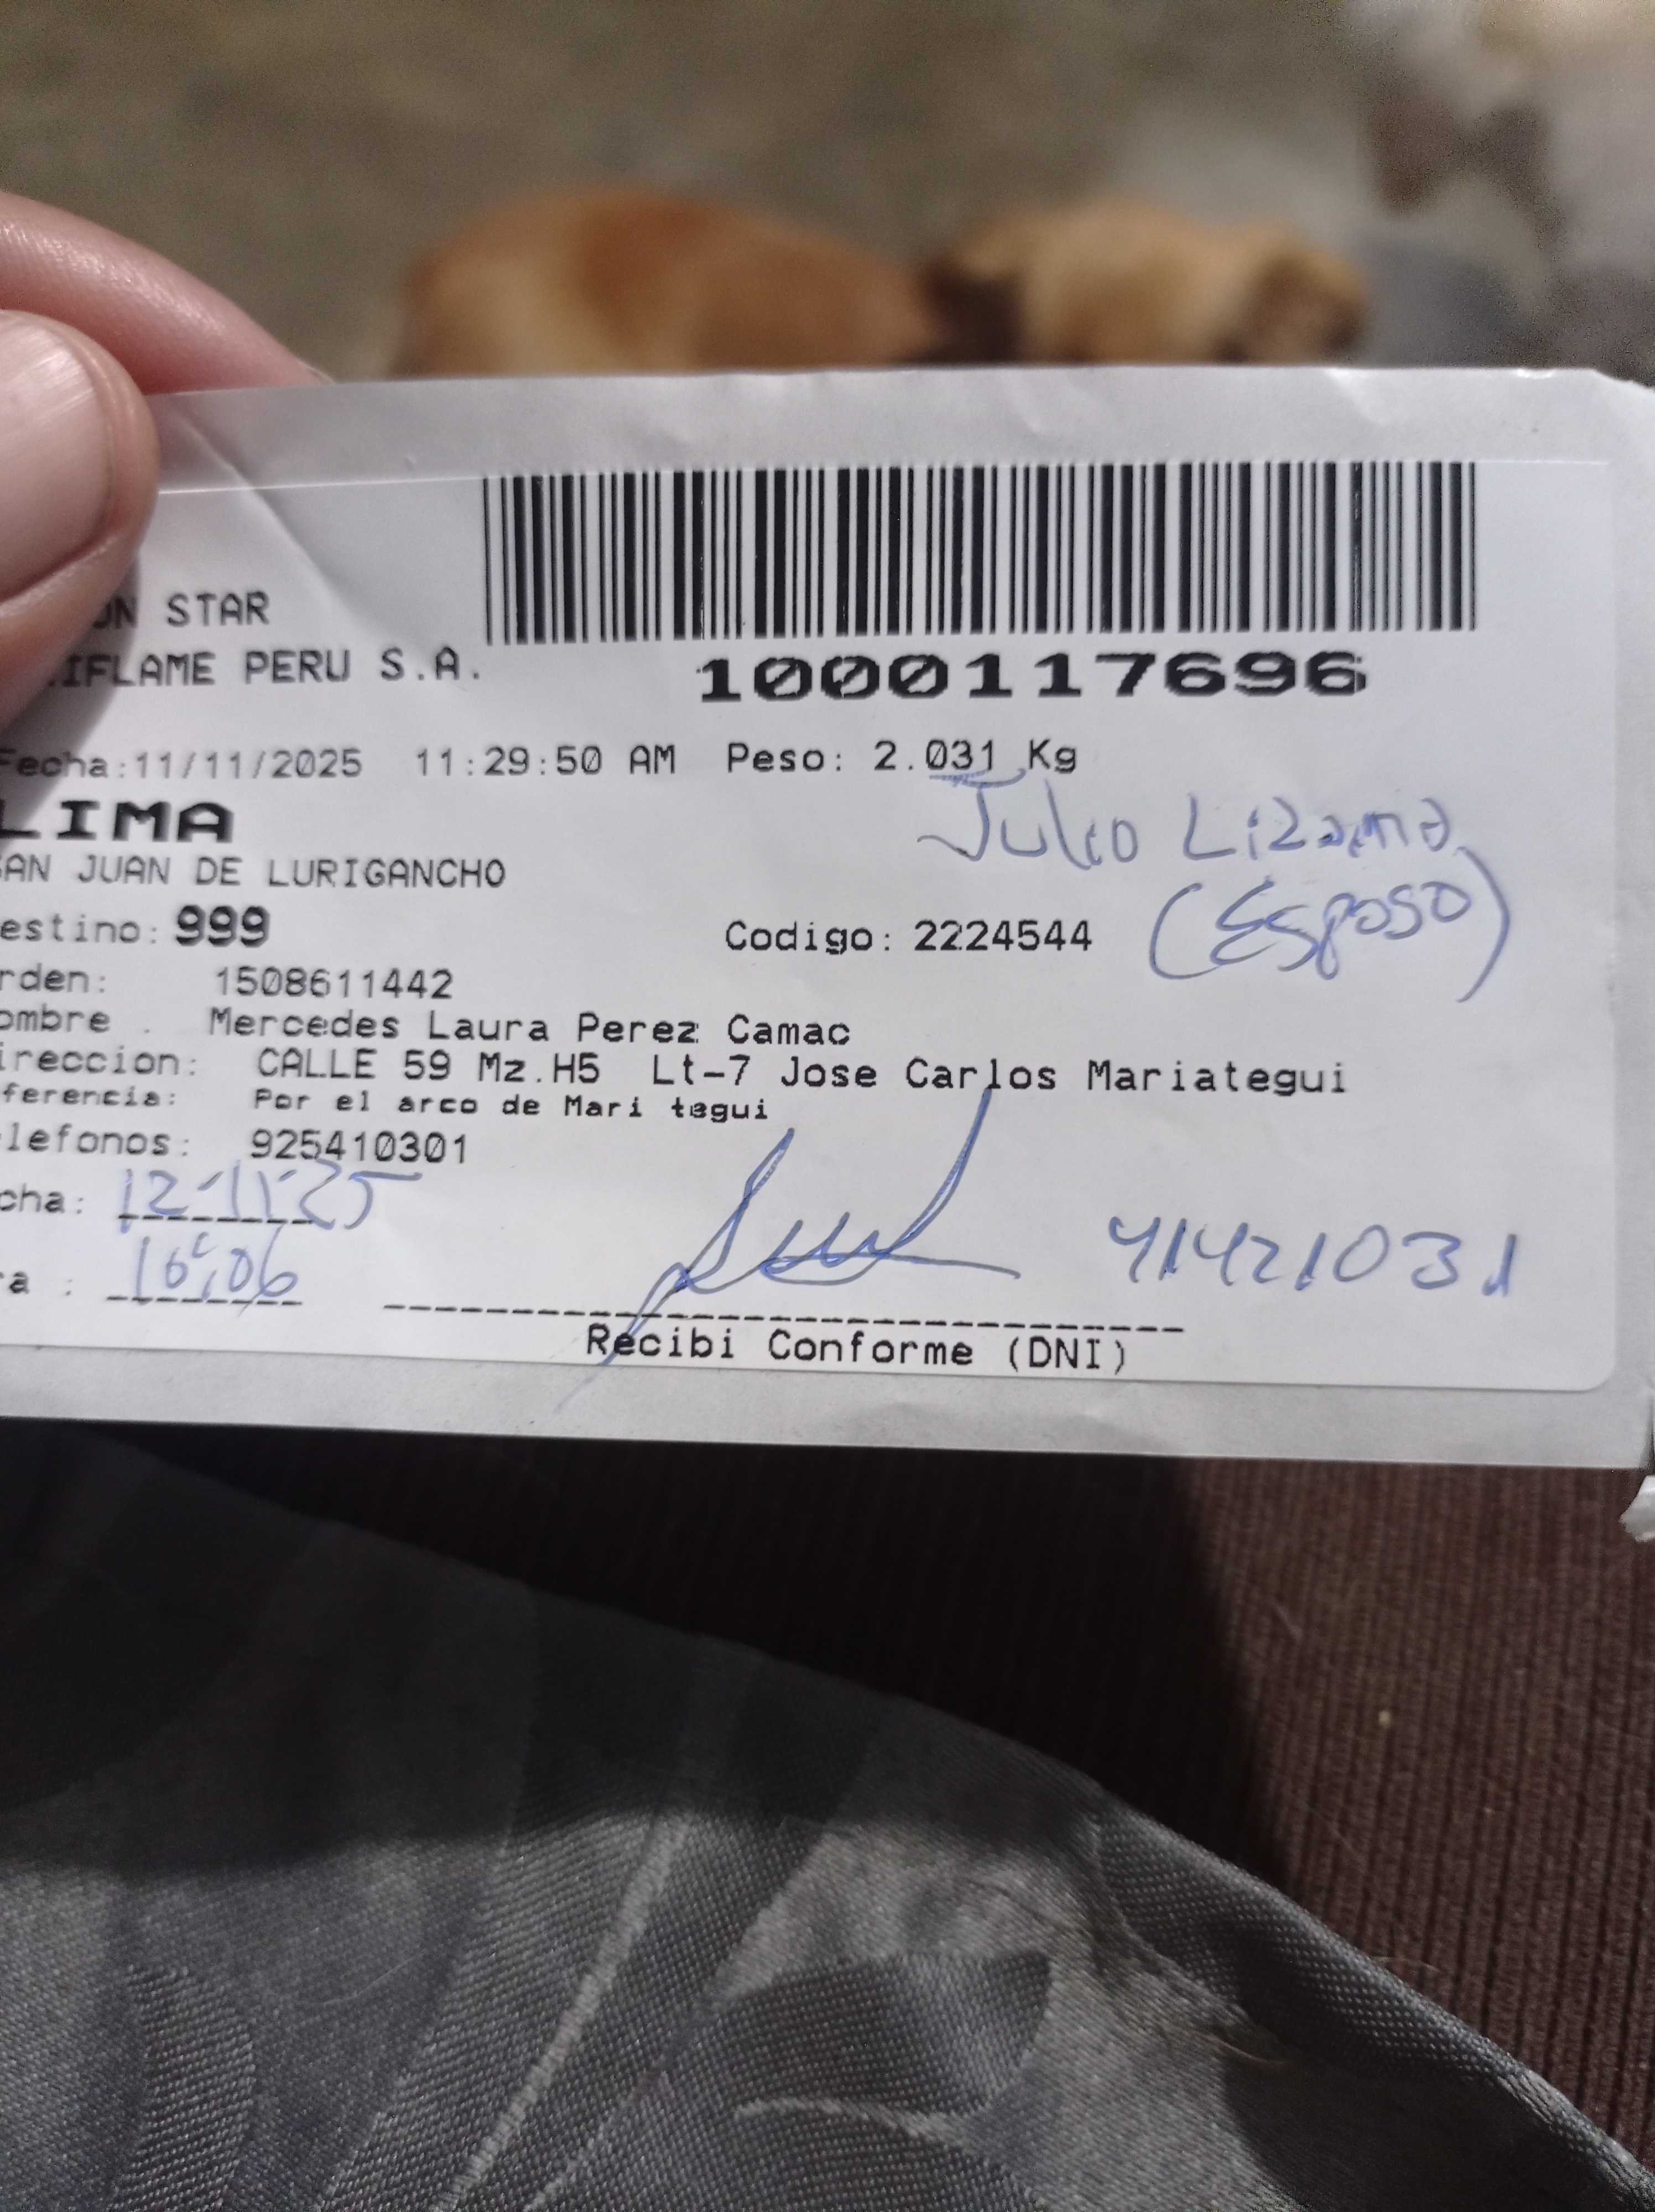 ON STAR
IFLAME PERU S.A.
1000117696
Fecha:11/11/2025 11:29:50 AM Peso: 2.031 Kg
LIMA
Julio Lizama
SAN JUAN DE LURIGANCHO
(Esposo)
estino: 999 Codigo: 2224544
rden: 1508611442
ombre . Mercedes Laura Perez Camac
ireccion: CALLE 59 Mz.H5 Lt-7 Jose Carlos Mariategui
ferencia: Por el arco de Mari tegui
lefonos: 925410301
cha: 12-11-25
ra : 16:06
41421031
Recibi Conforme (DNI)